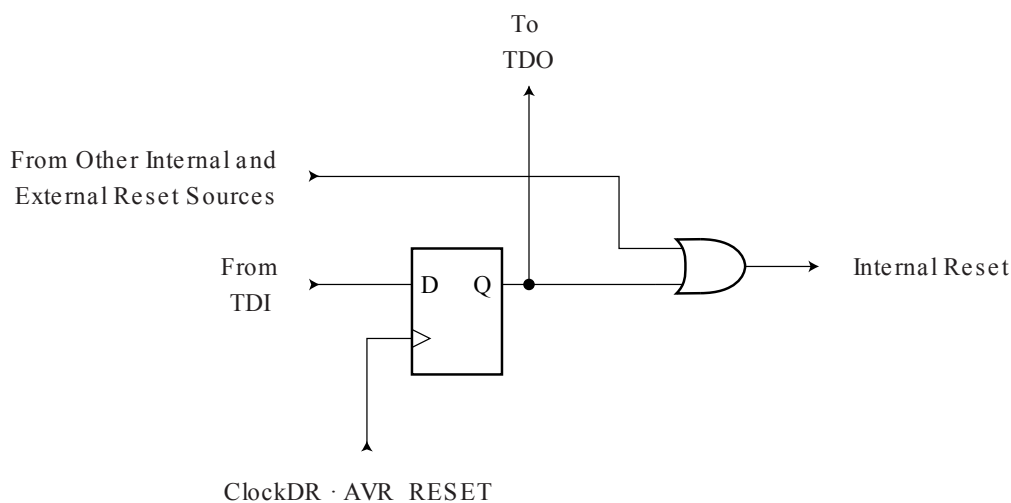 To
TDO
From Other Internal and
External Reset Sources
From
TDI
D Q
Internal Reset
ClockDR · AVR_RESET